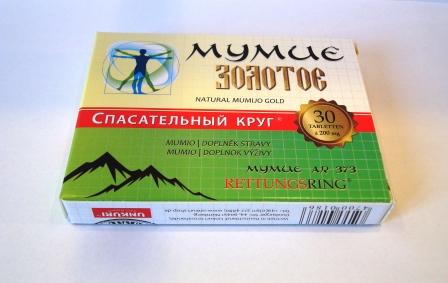 МУМИЕ
ЗОЛОТОЕ
NATURAL MUMIJO GOLD
СПАСАТЕЛЬНЫЙ КРУГ®
30
TABLETTEN
à 200 mg
MUMIO | DOPLNĚK STRAVY
MUMIO | DOPLNOK VÝŽIVY
МУМИЕ AR 373
RETTUNGSRING®
UNKURI